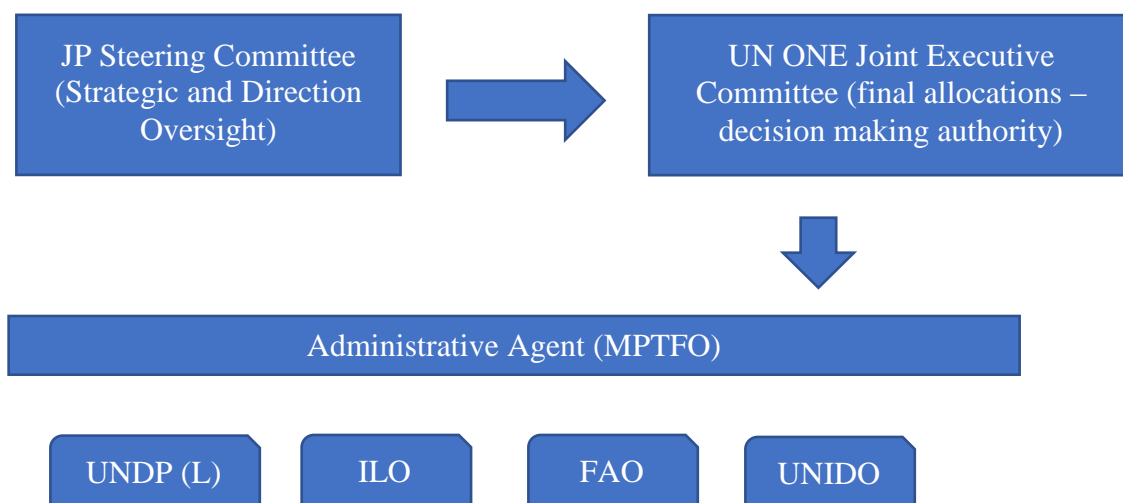 JP Steering Committee
(Strategic and Direction
Oversight)
UN ONE Joint Executive
Committee (final allocations –
decision making authority)
Administrative Agent (MPTFO)
UNDP (L)
ILO
FAO
UNIDO